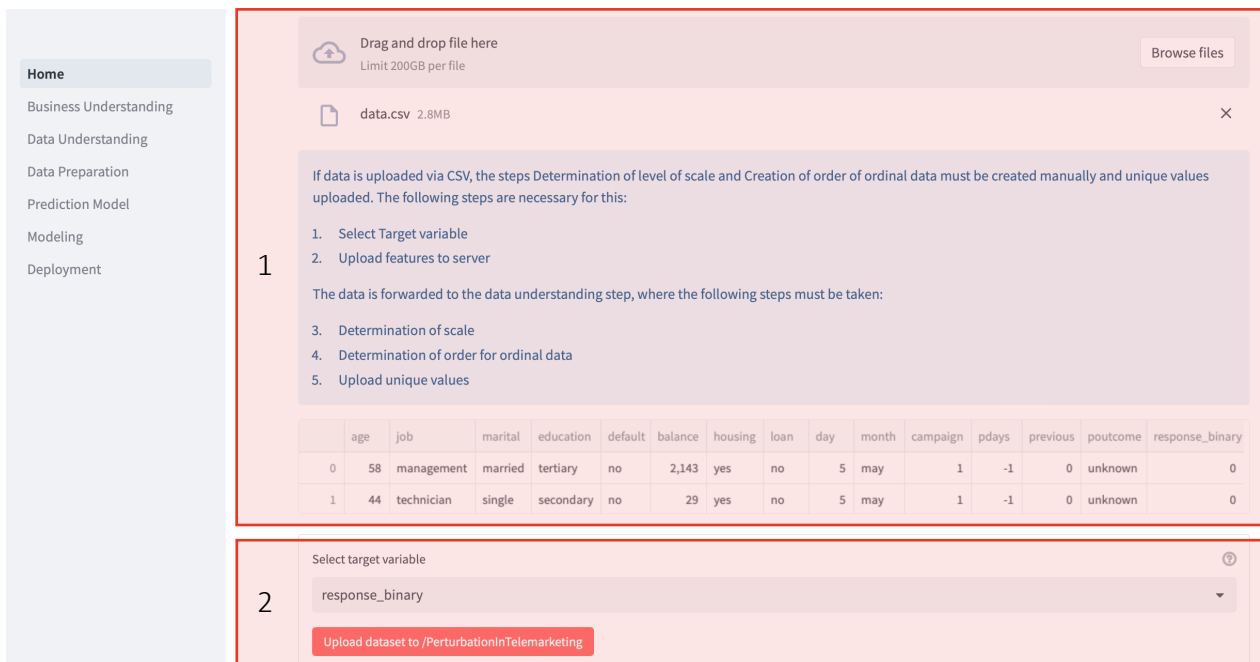 Home
Business Understanding
Data Understanding
Data Preparation
Prediction Model
Modeling
Deployment
1
Drag and drop file here
Limit 200GB per file
Browse files
data.csv 2.8MB
If data is uploaded via CSV, the steps Determination of level of scale and Creation of order of ordinal data must be created manually and unique values
uploaded. The following steps are necessary for this:
1. Select Target variable
2. Upload features to server
The data is forwarded to the data understanding step, where the following steps must be taken:
3. Determination of scale
4. Determination of order for ordinal data
5. Upload unique values
age job marital education default balance housing loan day month campaign pdays previous poutcome response_binary
0 58 management married tertiary no 2,143 yes no 5 may 1 -1 0 unknown 0
1 44 technician single secondary no 29 yes no 5 may 1 -1 0 unknown 0
2
Select target variable
response_binary
Upload dataset to /PerturbationInTelemarketing